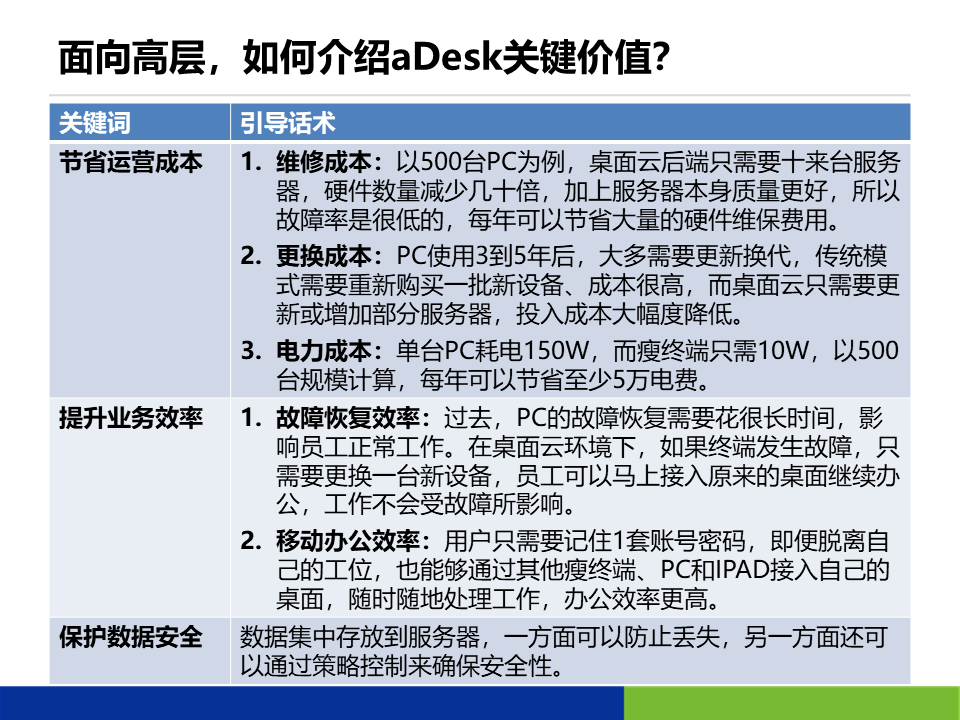 面向高层，如何介绍aDesk关键价值？
关键词
引导话术
节省运营成本
1. 维修成本：以500台PC为例，桌面云后端只需要十来台服务
器，硬件数量减少几十倍，加上服务器本身质量更好，所以
故障率是很低的，每年可以节省大量的硬件维保费用。
2. 更换成本：PC使用3到5年后，大多需要更新换代，传统模
式需要重新购买一批新设备、成本很高，而桌面云只需要更
新或增加部分服务器，投入成本大幅度降低。
3. 电力成本：单台PC耗电150W，而瘦终端只需10W，以500
台规模计算，每年可以节省至少5万电费。
提升业务效率
1. 故障恢复效率：过去，PC的故障恢复需要花很长时间，影
响员工正常工作。在桌面云环境下，如果终端发生故障，只
需要更换一台新设备，员工可以马上接入原来的桌面继续办
公，工作不会受故障所影响。
2. 移动办公效率：用户只需要记住1套账号密码，即便脱离自
己的工位，也能够通过其他瘦终端、PC和IPAD接入自己的
桌面，随时随地处理工作，办公效率更高。
保护数据安全
数据集中存放到服务器，一方面可以防止丢失，另一方面还可
以通过策略控制来确保安全性。